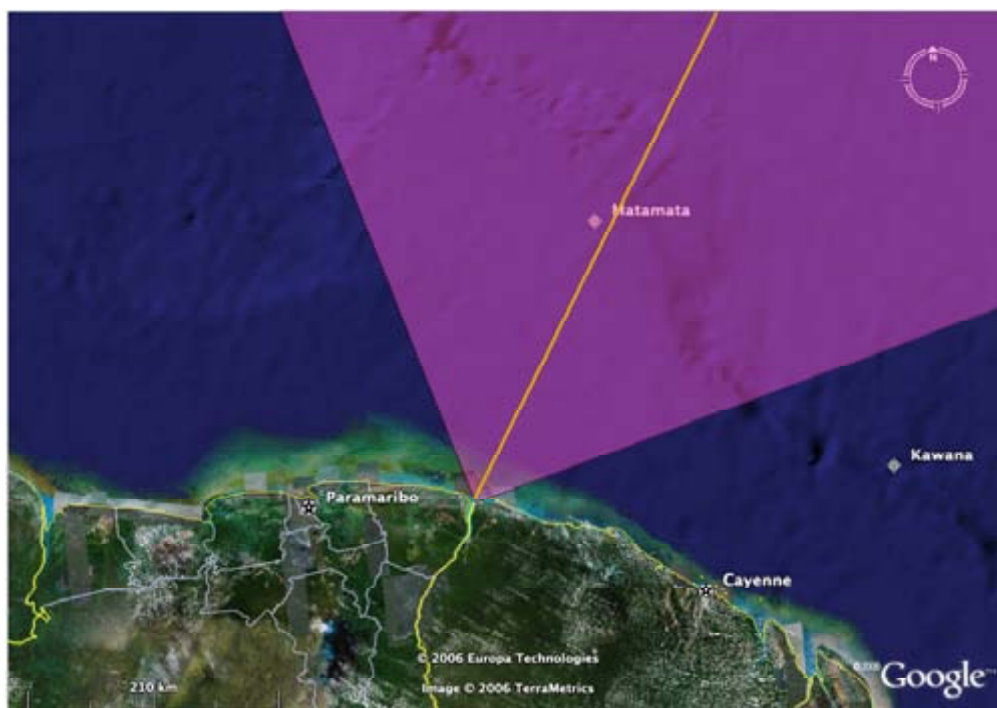 N
Matamata
Kawana
Paramaribo
Cayenne
© 2006 Europa Technologies
Image © 2006 TerraMetrics
210 km
Google